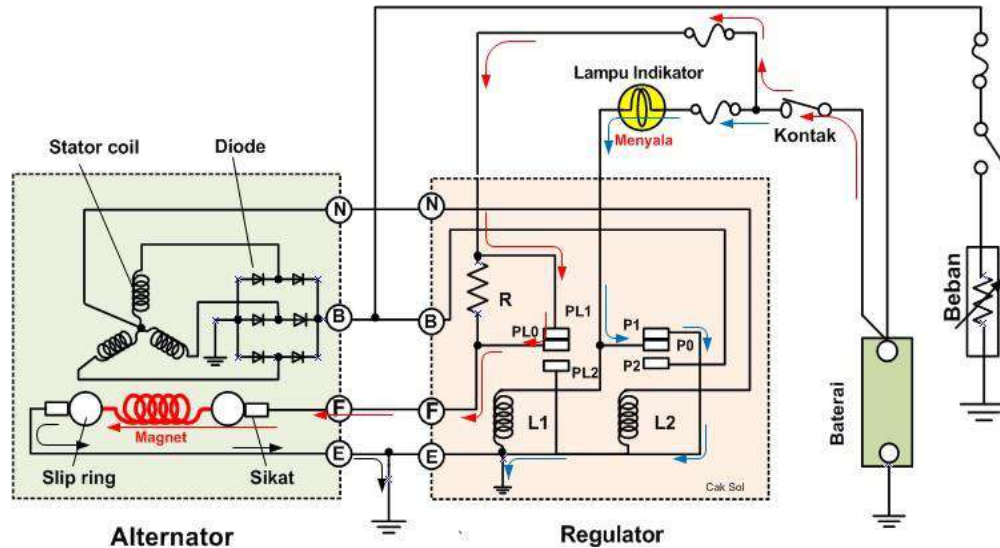 Lampu Indikator
Menyala
Kontak
Stator coil
Diode
N
N
R
PL1
PL0
PL2
P1
P0
P2
B
B
Beban
L1
L2
F
F
Magnet
E
E
Slip ring
Sikat
Baterai
Cak Sol
Alternator
Regulator